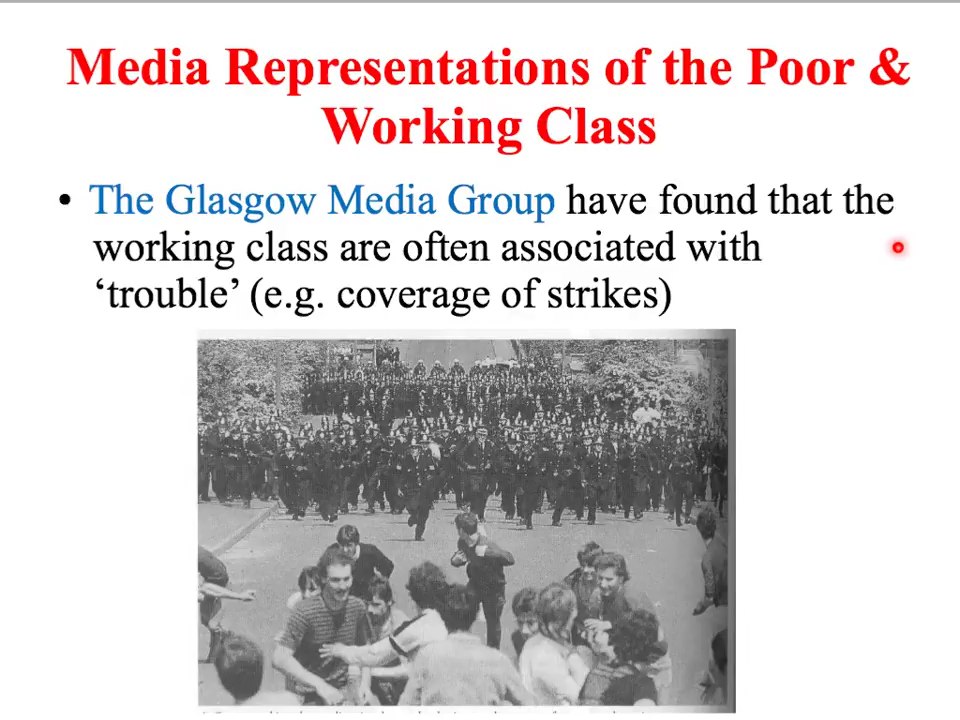 Media Representations of the Poor &
Working Class
• The Glasgow Media Group have found that the
working class are often associated with
‘trouble’ (e.g. coverage of strikes)